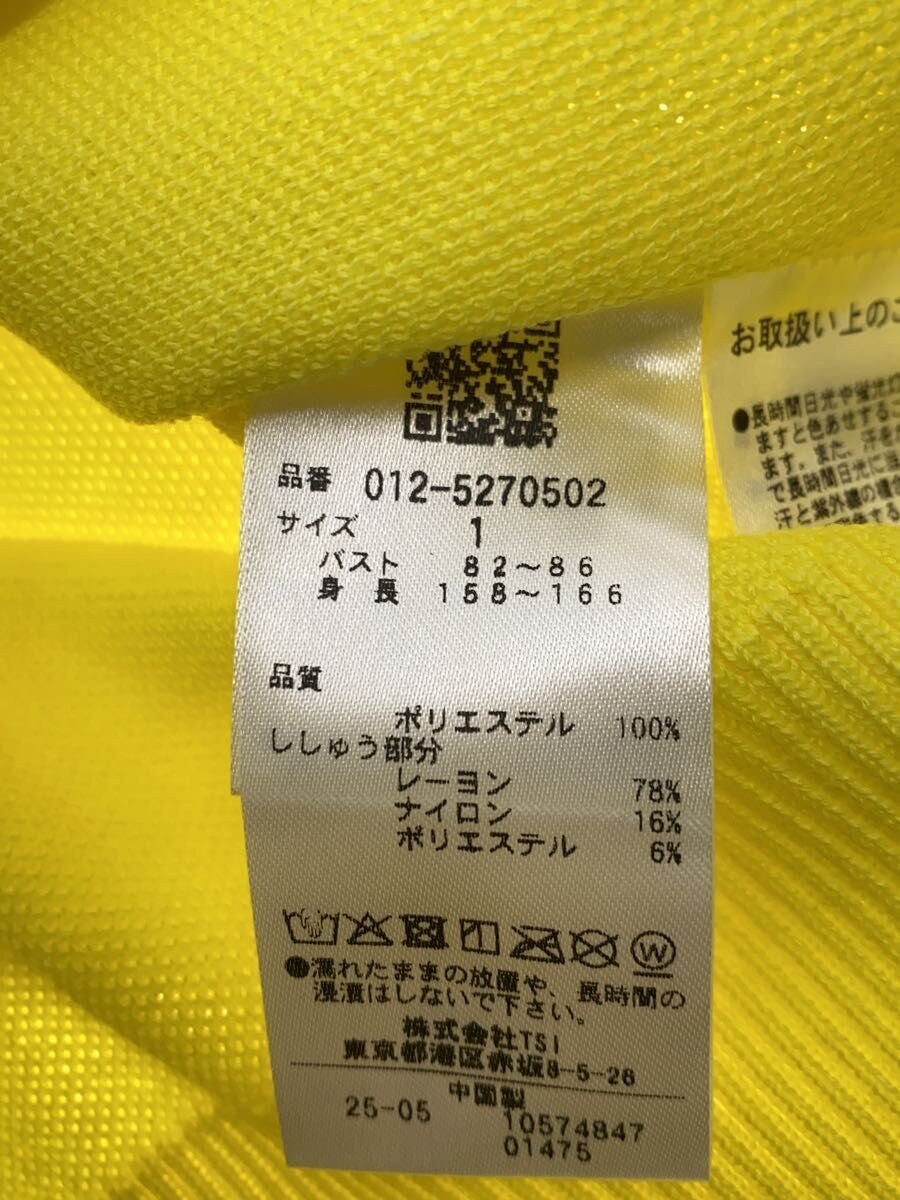 品番 012-5270502
サイズ 1
バスト 82～86
身長 158～166
品質
ポリエステル 100%
ししゅう部分
レーヨン 78%
ナイロン 16%
ポリエステル 6%
W
●濡れたままの放置や、長時間の
浸漬はしないで下さい。
株式会社TSI
東京都港区赤坂8-5-26
中国製
25-05 10574847
01475
お取扱い上のご
●長時間日光や蛍光灯
ますと色あせするこ
ます。また、汗を
で長時間日光に当
汗と紫外線の複合